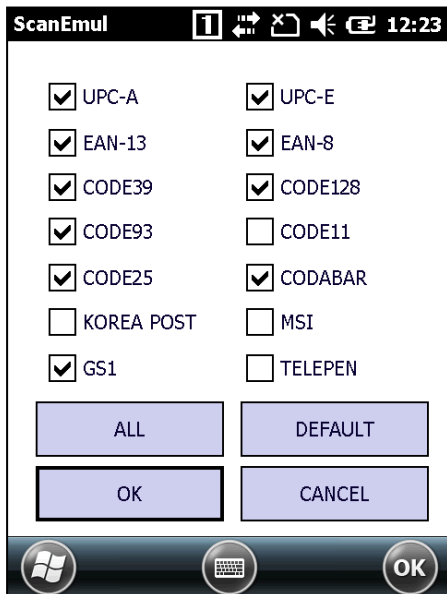 ScanEmul 1 12:23
UPC-A UPC-E
EAN-13 EAN-8
CODE39 CODE128
CODE93 CODE11
CODE25 CODABAR
KOREA POST MSI
GS1 TELEPEN
ALL DEFAULT
OK CANCEL
OK